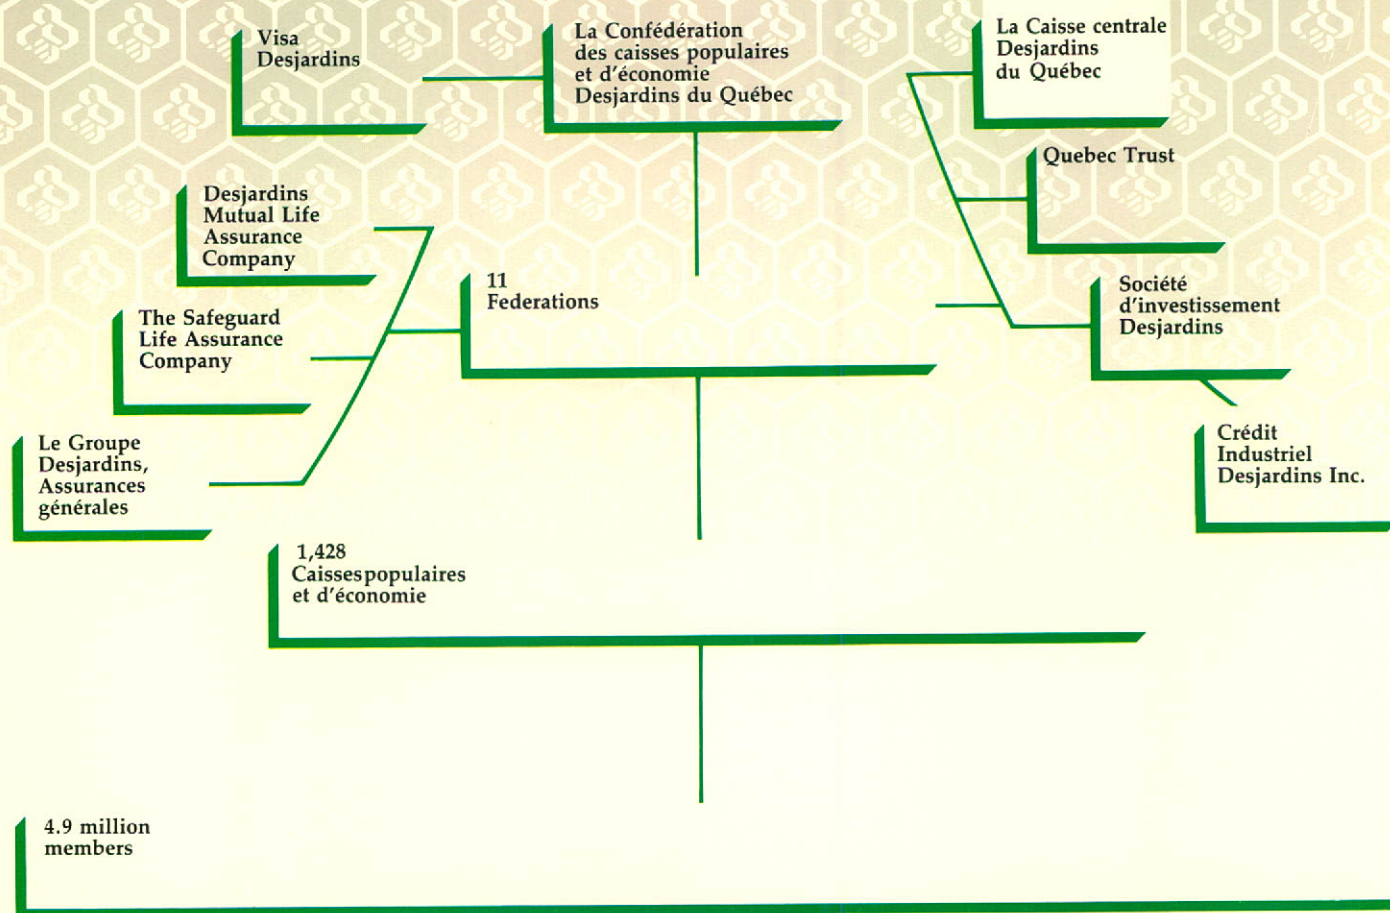 Visa
Desjardins
La Confédération
des caisses populaires
et d'économie
Desjardins du Québec
La Caisse centrale
Desjardins
du Québec
Quebec Trust
Desjardins
Mutual Life
Assurance
Company
11
Federations
Société
d'investissement
Desjardins
The Safeguard
Life Assurance
Company
Crédit
Industriel
Desjardins Inc.
Le Groupe
Desjardins,
Assurances
générales
1,428
Caisses populaires
et d'économie
4.9 million
members